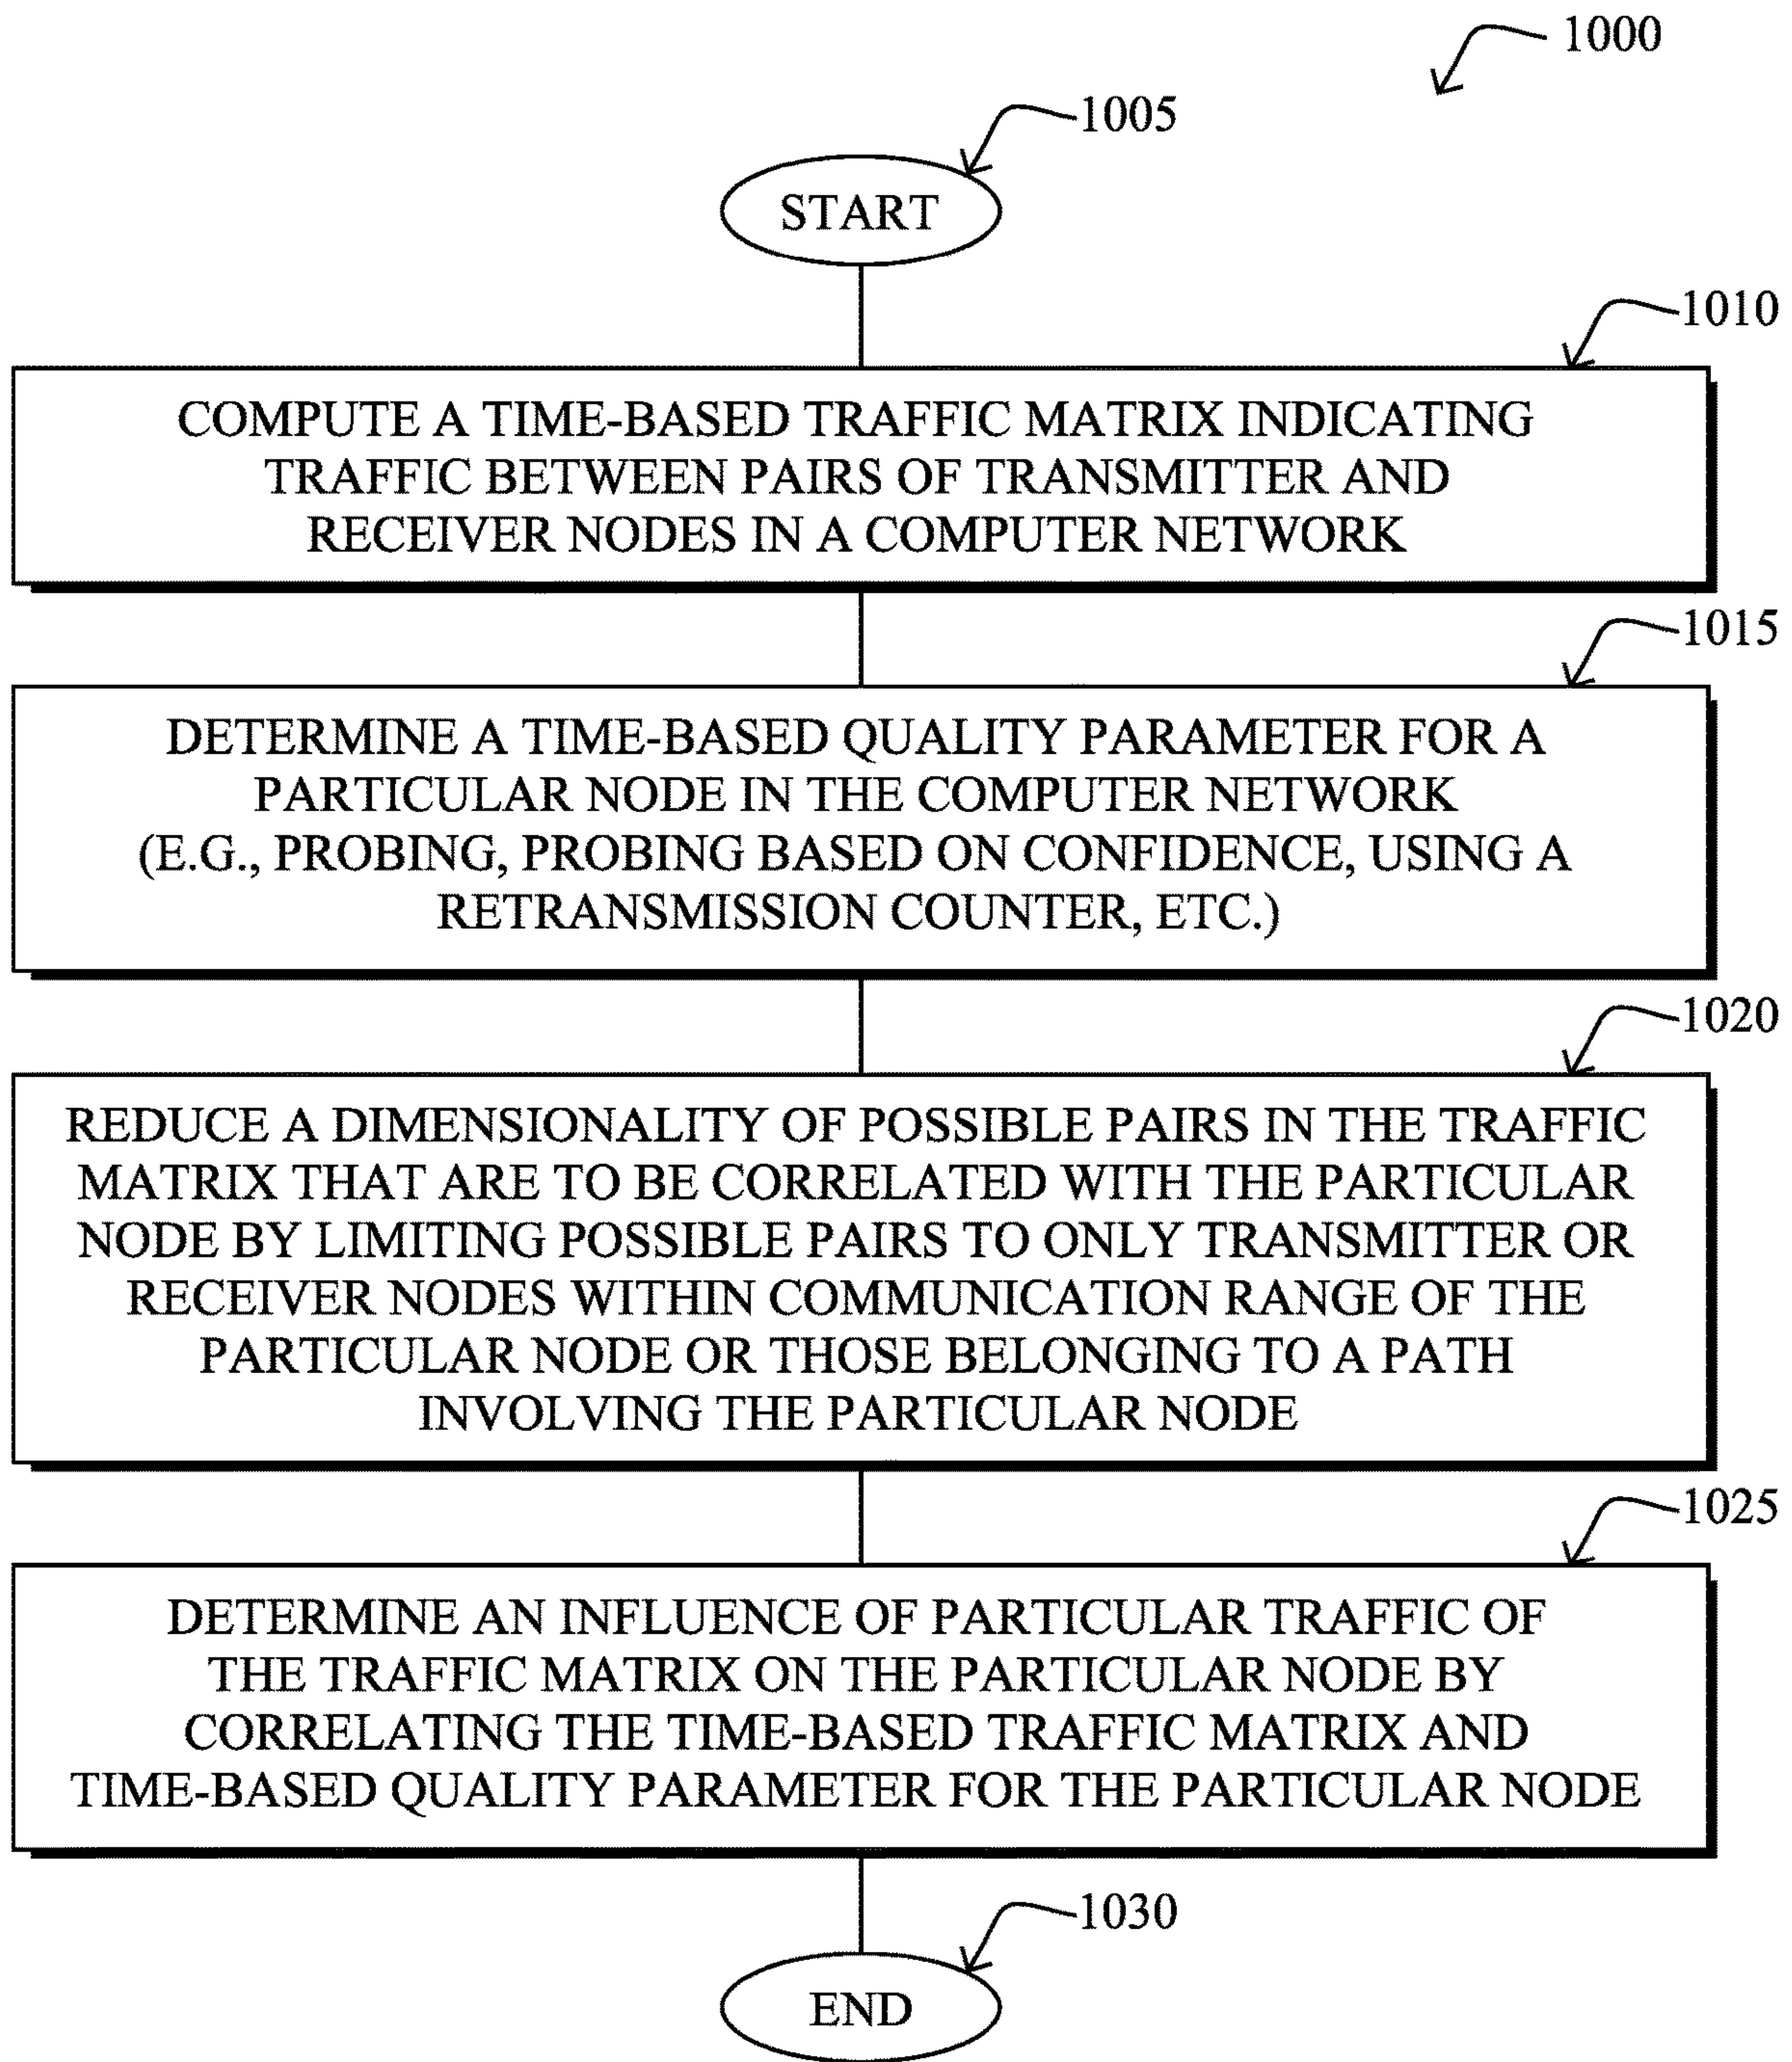 1000
1005
START
1010
COMPUTE A TIME-BASED TRAFFIC MATRIX INDICATING
TRAFFIC BETWEEN PAIRS OF TRANSMITTER AND
RECEIVER NODES IN A COMPUTER NETWORK
1015
DETERMINE A TIME-BASED QUALITY PARAMETER FOR A
PARTICULAR NODE IN THE COMPUTER NETWORK
(E.G., PROBING, PROBING BASED ON CONFIDENCE, USING A
RETRANSMISSION COUNTER, ETC.)
1020
REDUCE A DIMENSIONALITY OF POSSIBLE PAIRS IN THE TRAFFIC
MATRIX THAT ARE TO BE CORRELATED WITH THE PARTICULAR
NODE BY LIMITING POSSIBLE PAIRS TO ONLY TRANSMITTER OR
RECEIVER NODES WITHIN COMMUNICATION RANGE OF THE
PARTICULAR NODE OR THOSE BELONGING TO A PATH
INVOLVING THE PARTICULAR NODE
1025
DETERMINE AN INFLUENCE OF PARTICULAR TRAFFIC OF
THE TRAFFIC MATRIX ON THE PARTICULAR NODE BY
CORRELATING THE TIME-BASED TRAFFIC MATRIX AND
TIME-BASED QUALITY PARAMETER FOR THE PARTICULAR NODE
1030
END